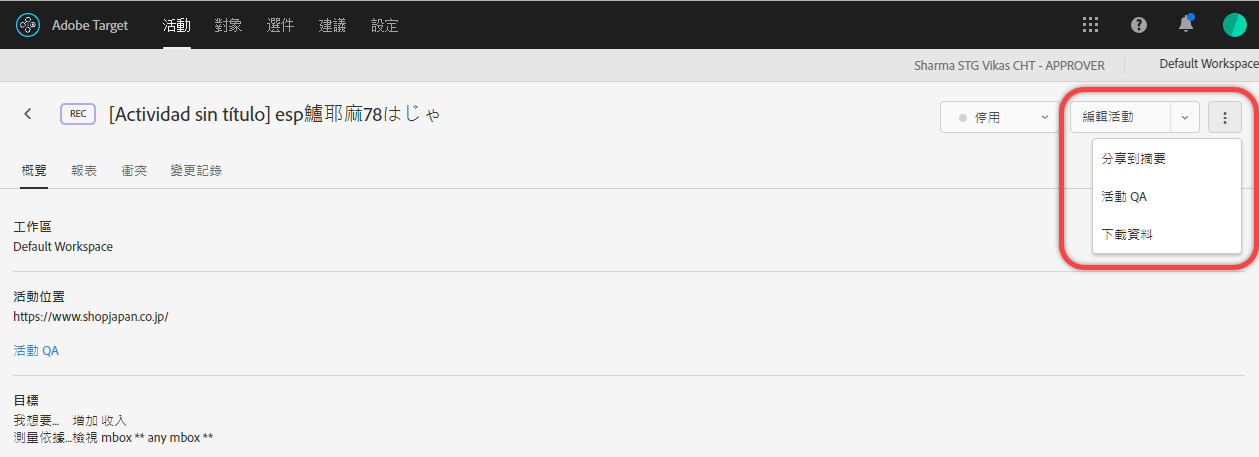 Adobe Target 活動 對象 選件 建議 設定
Sharma STG Vikas CHT - APPROVER Default Workspace
REC [Actividad sin título] esp鱸耶麻78はじゃ 停用 編輯活動
分享到摘要
活動 QA
下載資料
概覽 報表 衝突 變更記錄
工作區
Default Workspace
活動位置
https://www.shopjapan.co.jp/
活動 QA
目標
我想要... 增加 收入
測量依據...檢視 mbox ** any mbox **